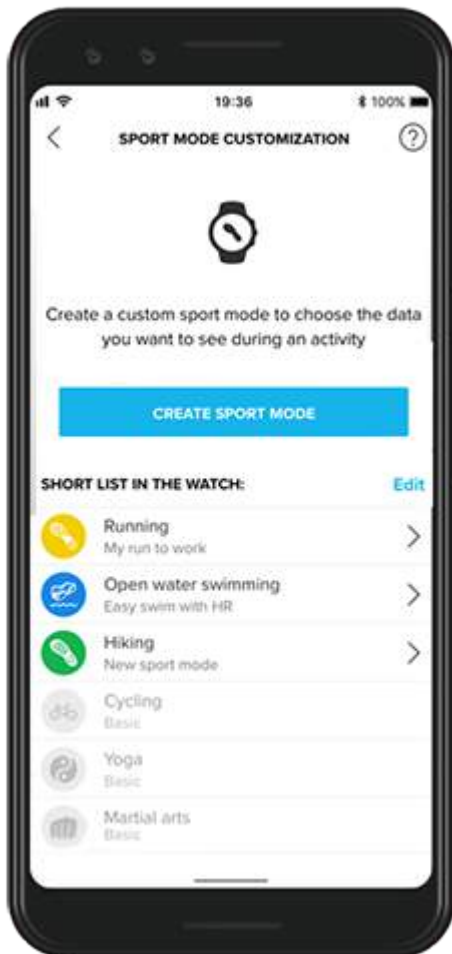 19:36
100%
SPORT MODE CUSTOMIZATION
?
Create a custom sport mode to choose the data
you want to see during an activity
CREATE SPORT MODE
SHORT LIST IN THE WATCH:
Edit
Running
My run to work
Open water swimming
Easy swim with HR
Hiking
New sport mode
Cycling
Basic
Yoga
Basic
Martial arts
Basic